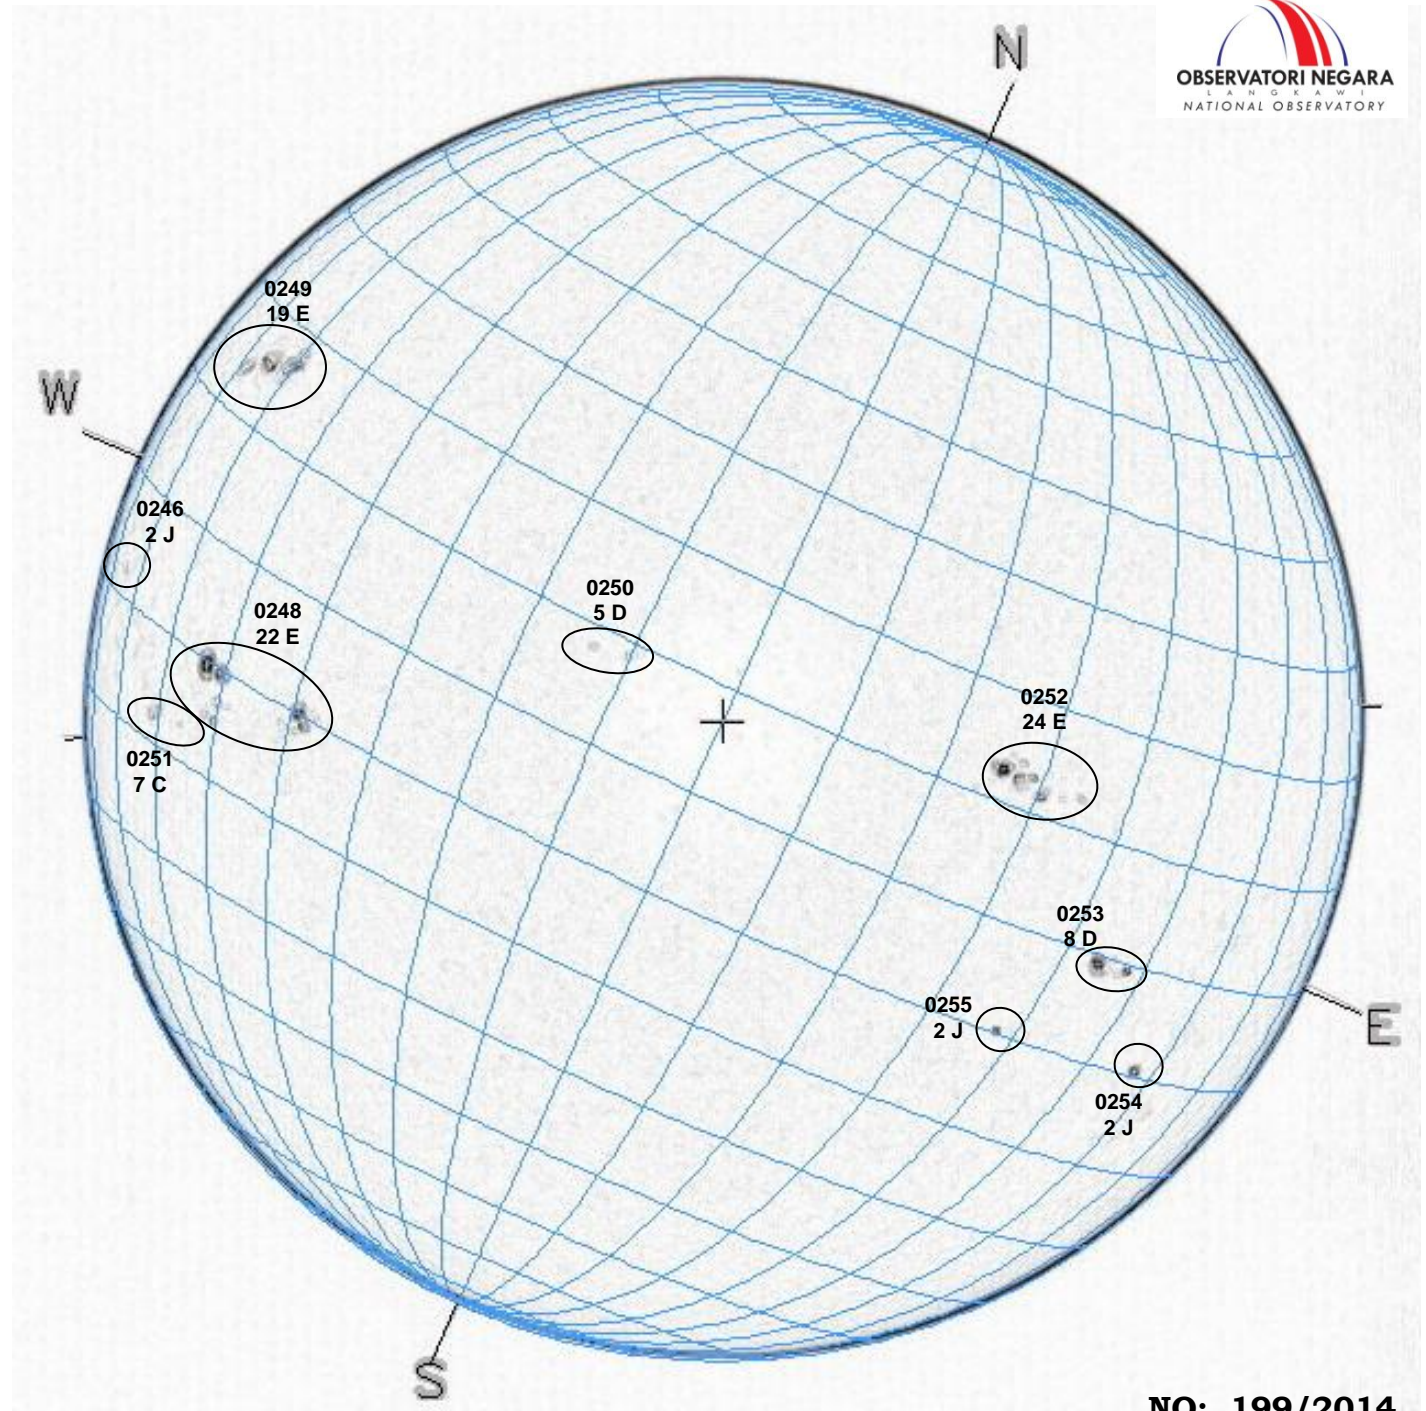 N
OBSERVATORI NEGARA
LANGKAWI
NATIONAL OBSERVATORY
0249
19 E
W
0246
2 J
0248
22 E
0250
5 D
0252
24 E
0251
7 C
0253
8 D
0255
2 J
E
0254
2 J
S
NO: 199/2014